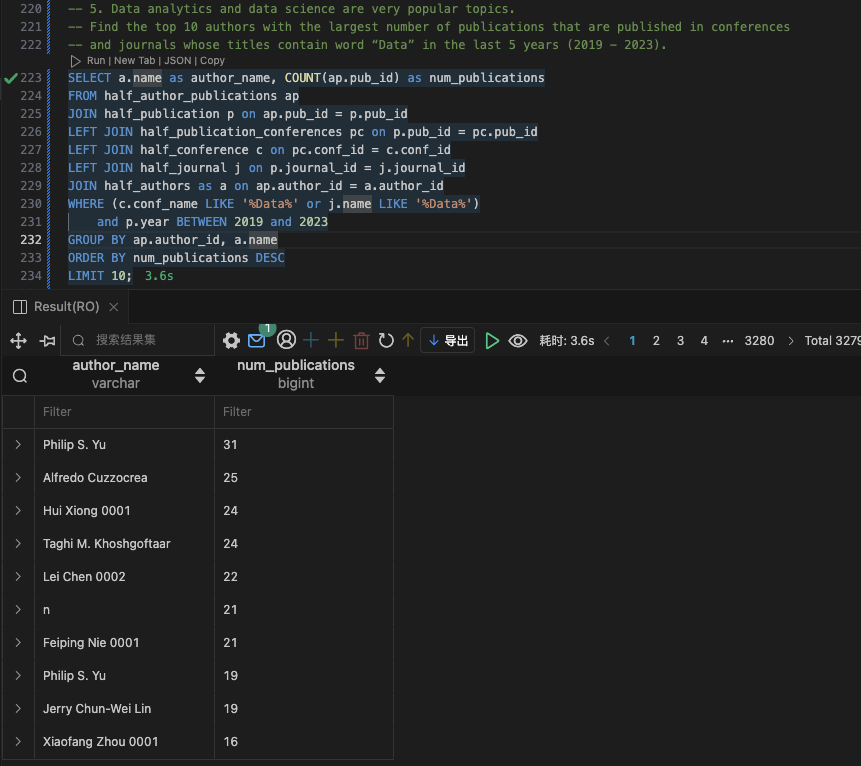 220 -- 5. Data analytics and data science are very popular topics.
221 -- Find the top 10 authors with the largest number of publications that are published in conferences
222 -- and journals whose titles contain word “Data” in the last 5 years (2019 - 2023).
Run | New Tab | JSON | Copy
223 SELECT a.name as author_name, COUNT(ap.pub_id) as num_publications
224 FROM half_author_publications ap
225 JOIN half_publication p on ap.pub_id = p.pub_id
226 LEFT JOIN half_publication_conferences pc on p.pub_id = pc.pub_id
227 LEFT JOIN half_conference c on pc.conf_id = c.conf_id
228 LEFT JOIN half_journal j on p.journal_id = j.journal_id
229 JOIN half_authors as a on ap.author_id = a.author_id
230 WHERE (c.conf_name LIKE '%Data%' or j.name LIKE '%Data%')
231 and p.year BETWEEN 2019 and 2023
232 GROUP BY ap.author_id, a.name
233 ORDER BY num_publications DESC
234 LIMIT 10; 3.6s
Result(RO)
搜索结果集 1 导出 耗时: 3.6s 1 2 3 4 ··· 3280 Total 3279
author_name num_publications
varchar bigint
Filter Filter
Philip S. Yu 31
Alfredo Cuzzocrea 25
Hui Xiong 0001 24
Taghi M. Khoshgoftaar 24
Lei Chen 0002 22
n 21
Feiping Nie 0001 21
Philip S. Yu 19
Jerry Chun-Wei Lin 19
Xiaofang Zhou 0001 16